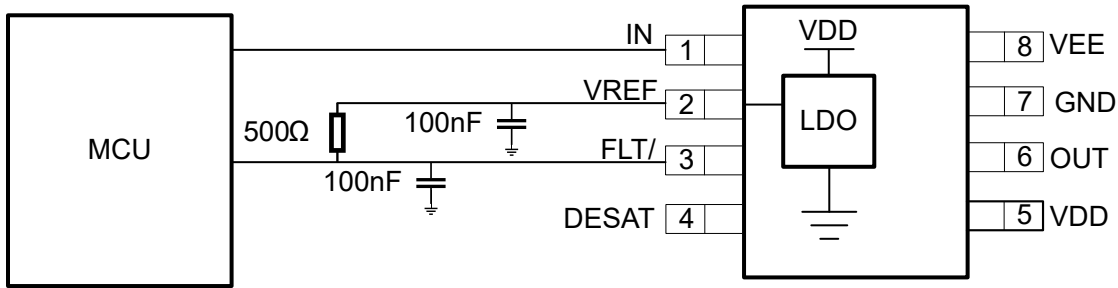 MCU
500Ω
100nF
100nF
IN
VREF
FLT/
DESAT
1
2
3
4
VDD
LDO
8
7
6
5
VEE
GND
OUT
VDD